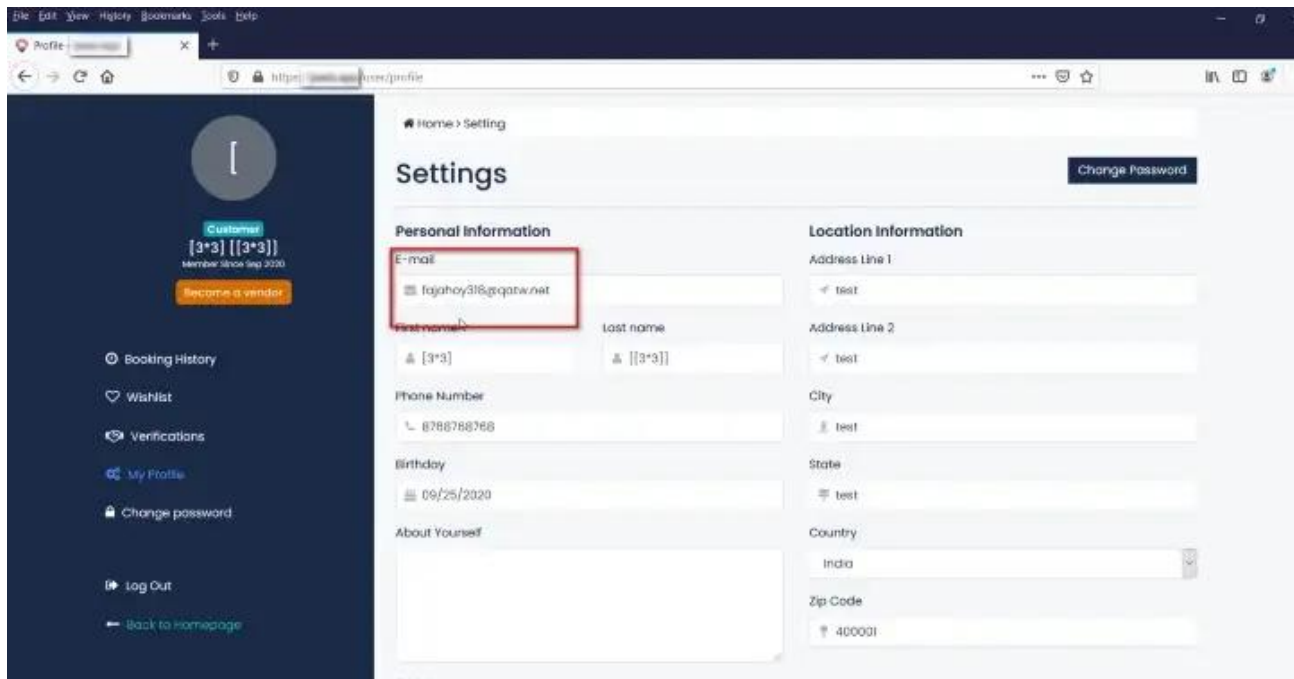 File Edit View History Bookmarks Tools Help
Profile
https
user/profile
Home > Setting
[
Settings
Change Password
Customer
[3*3] [[3*3]]
Member Since Sep 2020
Become a vendor
Personal Information
Location Information
E-mail
Address Line 1
fajahoy318@qatw.net
test
First name
Last name
Address Line 2
[3*3]
[[3*3]]
test
Booking History
Wishlist
Verifications
My Profile
Change password
Log Out
Back to Homepage
Phone Number
City
8768768768
test
Birthday
State
09/25/2020
test
About Yourself
Country
India
Zip Code
400001